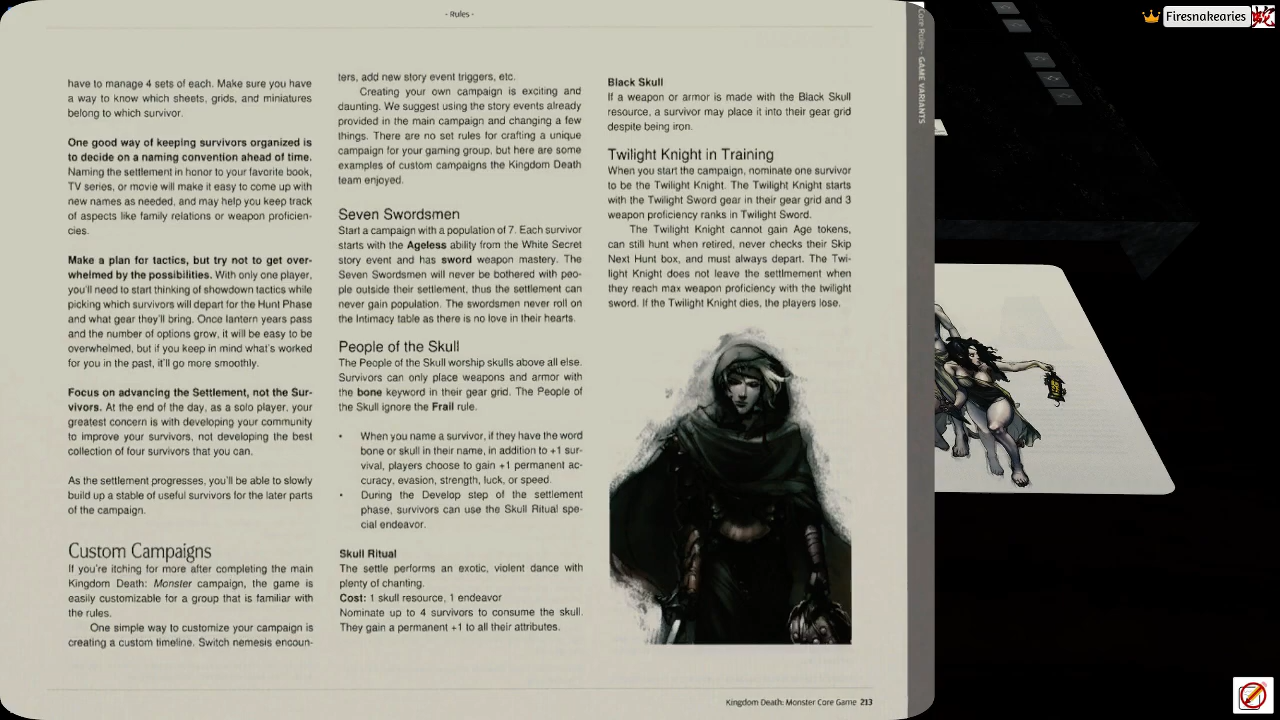 - Rules -
have to manage 4 sets of each. Make sure you have
a way to know which sheets, grids, and miniatures
belong to which survivor.
One good way of keeping survivors organized is
to decide on a naming convention ahead of time.
Naming the settlement in honor to your favorite book,
TV series, or movie will make it easy to come up with
new names as needed, and may help you keep track
of aspects like family relations or weapon proficien-
cies.
Make a plan for tactics, but try not to get over-
whelmed by the possibilities. With only one player,
you'll need to start thinking of showdown tactics while
picking which survivors will depart for the Hunt Phase
and what gear they'll bring. Once lantern years pass
and the number of options grow, it will be easy to be
overwhelmed, but if you keep in mind what's worked
for you in the past, it'll go more smoothly.
Focus on advancing the Settlement, not the Sur-
vivors. At the end of the day, as a solo player, your
greatest concern is with developing your community
to improve your survivors, not developing the best
collection of four survivors that you can.
As the settlement progresses, you'll be able to slowly
build up a stable of useful survivors for the later parts
of the campaign.
Custom Campaigns
If you're itching for more after completing the main
Kingdom Death: Monster campaign, the game is
easily customizable for a group that is familiar with
the rules.
One simple way to customize your campaign is
creating a custom timeline. Switch nemesis encoun-
ters, add new story event triggers, etc.
Creating your own campaign is exciting and
daunting. We suggest using the story events already
provided in the main campaign and changing a few
things. There are no set rules for crafting a unique
campaign for your gaming group, but here are some
examples of custom campaigns the Kingdom Death
team enjoyed.
Seven Swordsmen
Start a campaign with a population of 7. Each survivor
starts with the Ageless ability from the White Secret
story event and has sword weapon mastery. The
Seven Swordsmen will never be bothered with peo-
ple outside their settlement, thus the settlement can
never gain population. The swordsmen never roll on
the Intimacy table as there is no love in their hearts.
People of the Skull
The People of the Skull worship skulls above all else.
Survivors can only place weapons and armor with
the bone keyword in their gear grid. The People of
the Skull ignore the Frail rule.
• When you name a survivor, if they have the word
bone or skull in their name, in addition to +1 sur-
vival, players choose to gain +1 permanent ac-
curacy, evasion, strength, luck, or speed.
• During the Develop step of the settlement
phase, survivors can use the Skull Ritual spe-
cial endeavor.
Skull Ritual
The settle performs an exotic, violent dance with
plenty of chanting.
Cost: 1 skull resource, 1 endeavor
Nominate up to 4 survivors to consume the skull.
They gain a permanent +1 to all their attributes.
Black Skull
If a weapon or armor is made with the Black Skull
resource, a survivor may place it into their gear grid
despite being iron.
Twilight Knight in Training
When you start the campaign, nominate one survivor
to be the Twilight Knight. The Twilight Knight starts
with the Twilight Sword gear in their gear grid and 3
weapon proficiency ranks in Twilight Sword.
The Twilight Knight cannot gain Age tokens,
can still hunt when retired, never checks their Skip
Next Hunt box, and must always depart. The Twi-
light Knight does not leave the settlmement when
they reach max weapon proficiency with the twilight
sword. If the Twilight Knight dies, the players lose.
Kingdom Death: Monster Core Game 213
Core Rules - GAME VARIANTS
Firesnakearies
蛇